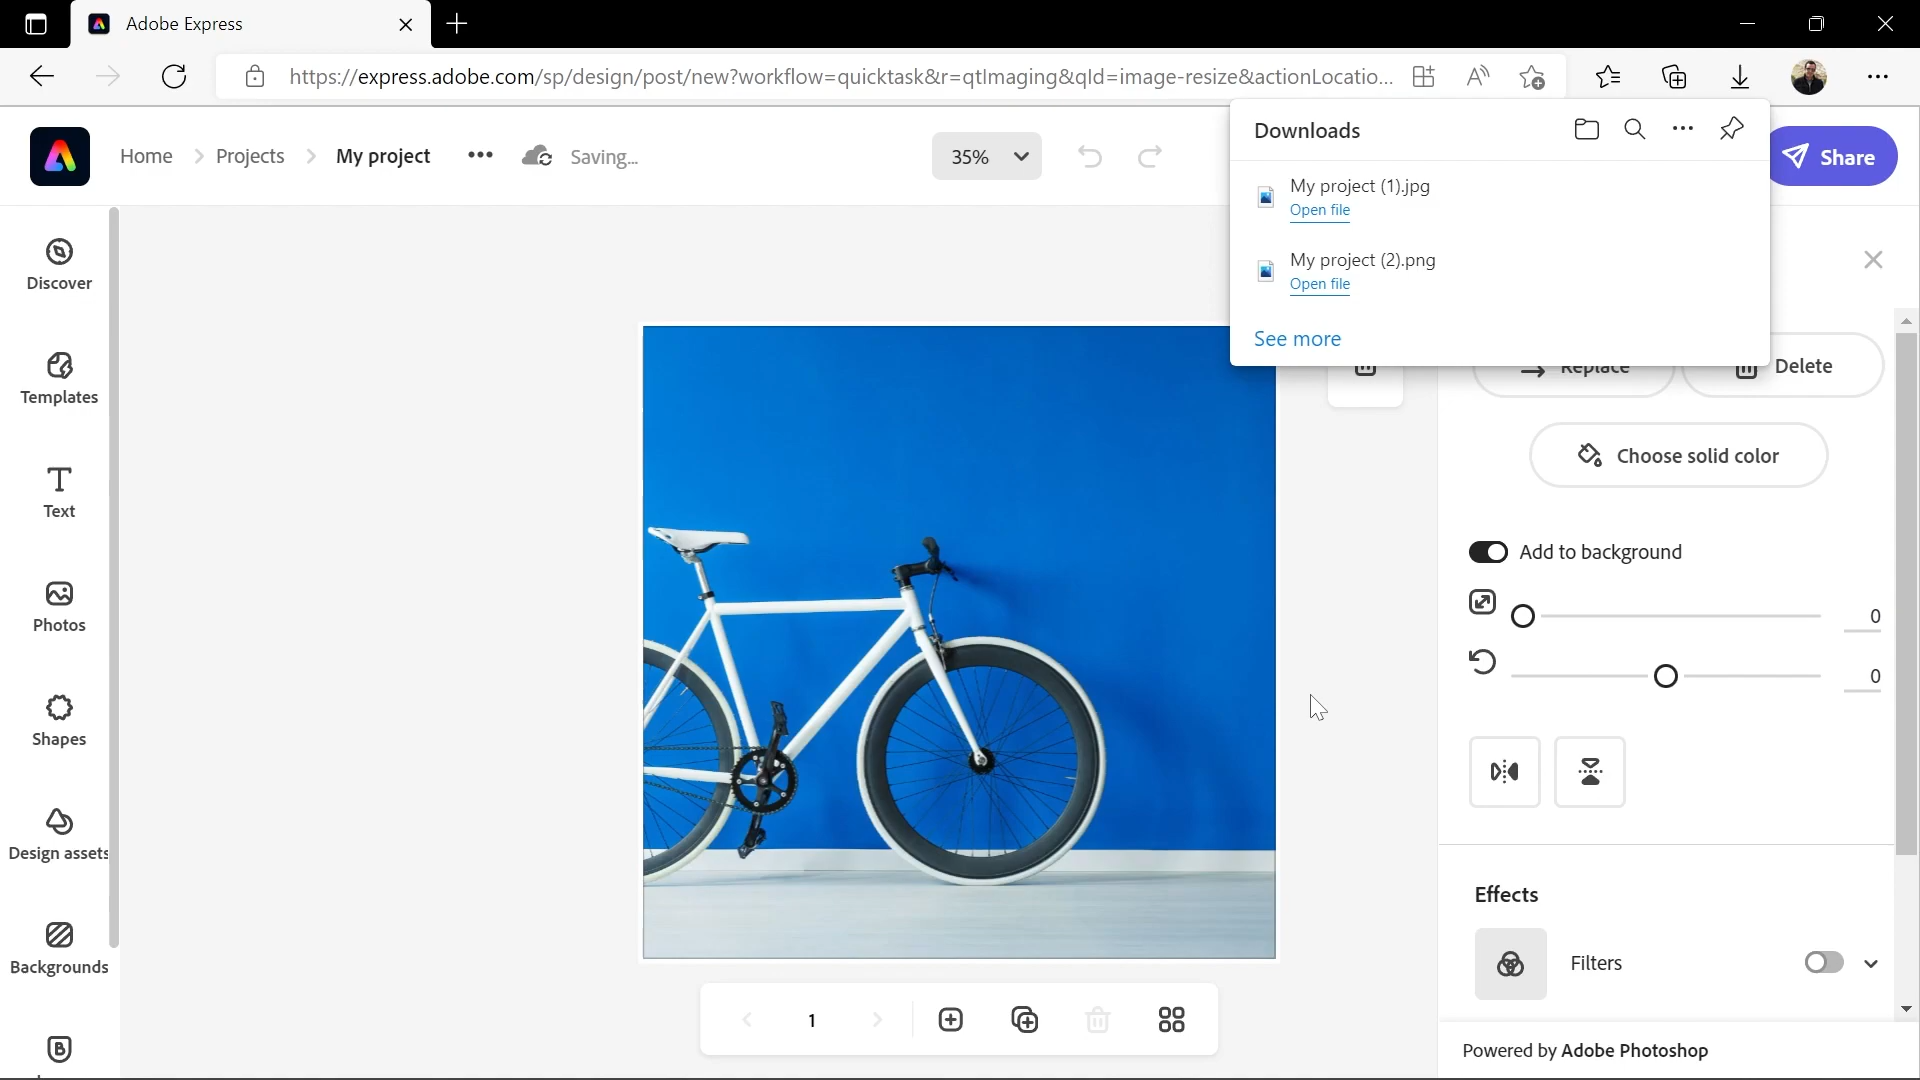 Adobe Express
https://express.adobe.com/sp/design/post/new?workflow=quicktask&r=qtImaging&qId=image-resize&actionLocatio...
Downloads
My project (1).jpg
Open file
My project (2).png
Open file
See more
Home
Projects
My project
Saving...
35%
Share
Discover
Templates
Text
Photos
Shapes
Design assets
Backgrounds
Replace
Delete
Choose solid color
Add to background
0
0
Effects
Filters
Powered by Adobe Photoshop
1
B